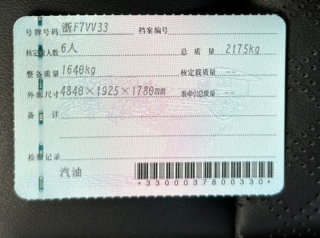 号牌号码 浙F7VV33 档案编号
核定载人数 6人 总质量 2175kg
整备质量 1640kg 核定载质量 --
外廓尺寸 4840×1925×1780mm 准牵引总质量 --
备注
检验记录
汽油
*3300037800330*